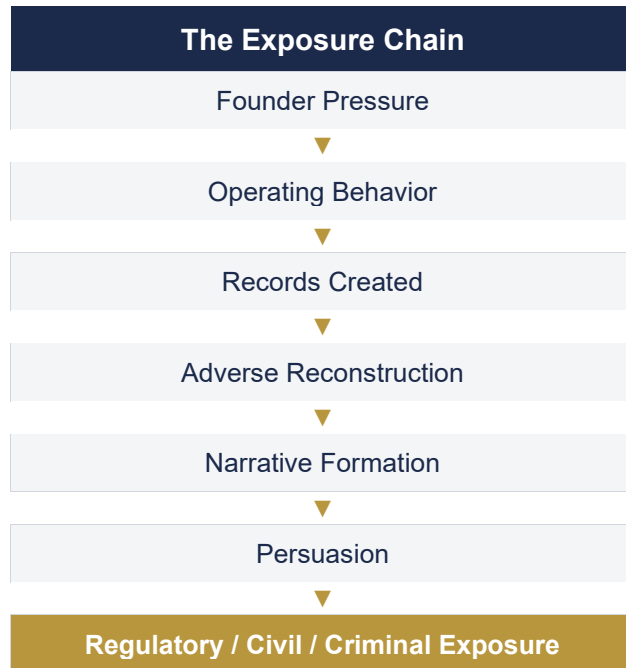 The Exposure Chain
Founder Pressure
Operating Behavior
Records Created
Adverse Reconstruction
Narrative Formation
Persuasion
Regulatory / Civil / Criminal Exposure